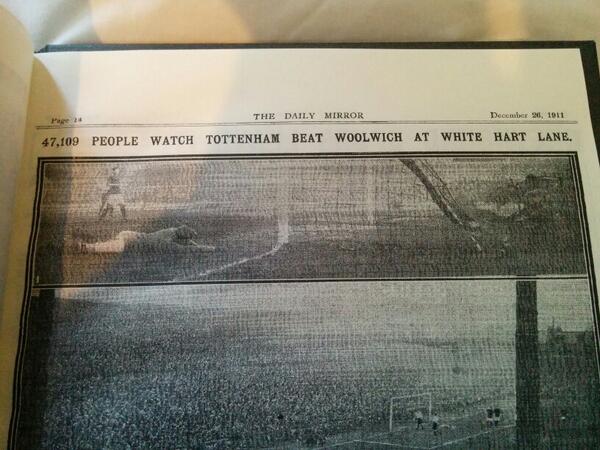 Page 14 THE DAILY MIRROR December 26, 1911
47,109 PEOPLE WATCH TOTTENHAM BEAT WOOLWICH AT WHITE HART LANE.